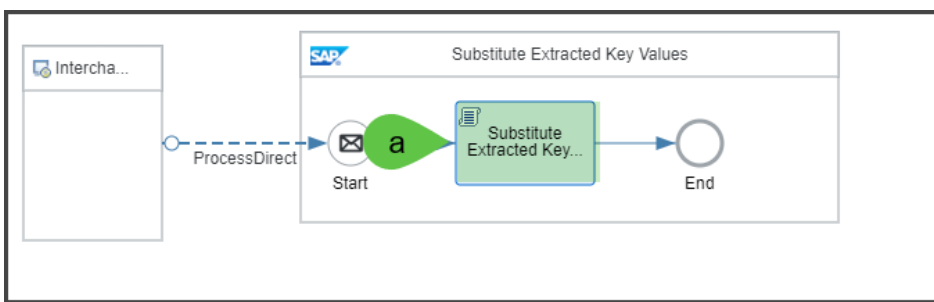 Intercha...
SAP
Substitute Extracted Key Values
ProcessDirect
Start
a
Substitute
Extracted Key...
End